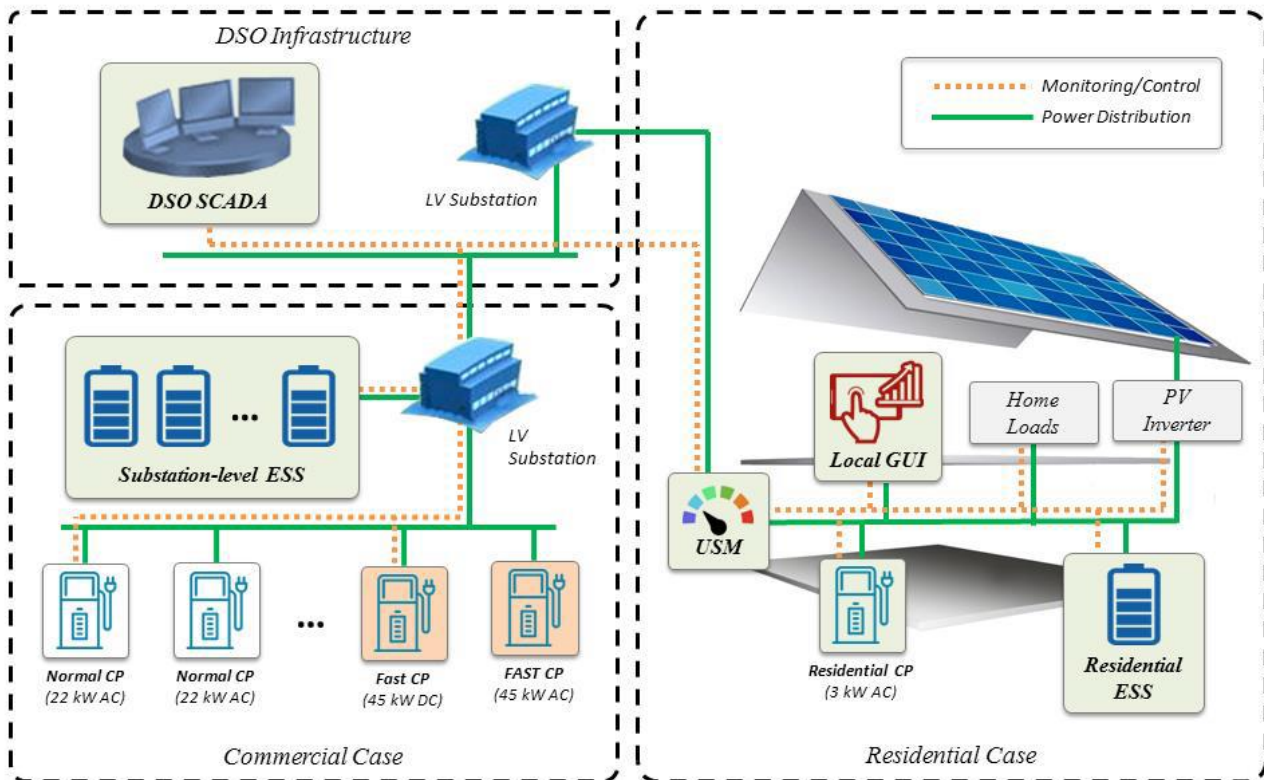 DSO Infrastructure
DSO SCADA
LV Substation
Monitoring/Control
Power Distribution
Substation-level ESS
...
LV
Substation
Normal CP
(22 kW AC)
Normal CP
(22 kW AC)
...
Fast CP
(45 kW DC)
FAST CP
(45 kW AC)
Commercial Case
Local GUI
Home
Loads
PV
Inverter
USM
Residential CP
(3 kW AC)
Residential
ESS
Residential Case